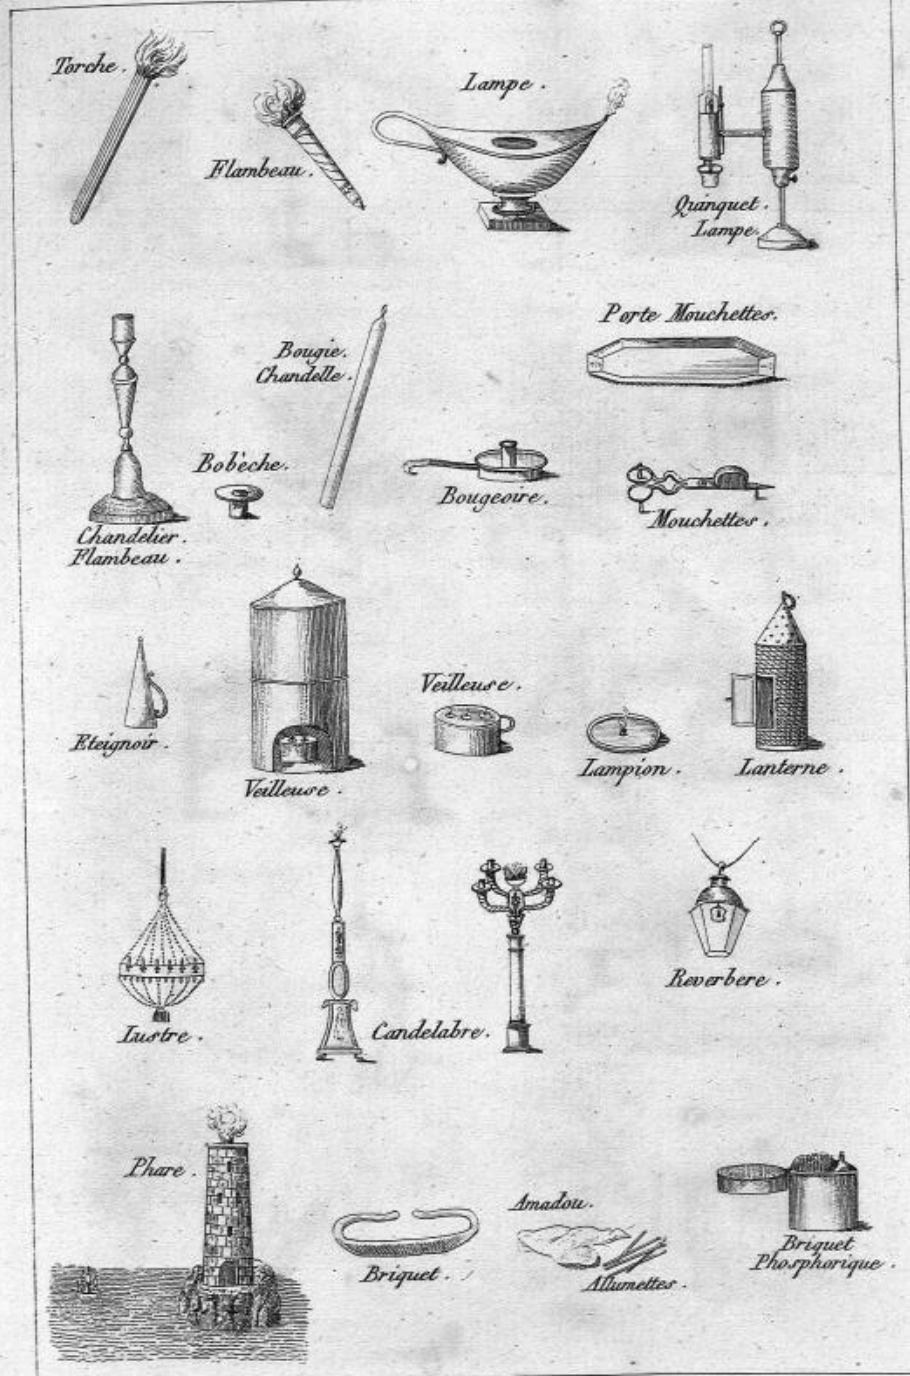 Torche.
Flambeau.
Lampe.
Quinquet.
Lampe.
Porte Mouchettes.
Bougie.
Chandelle.
Bobèche.
Bougeoire.
Mouchettes.
Chandelier.
Flambeau.
Eteignoir.
Veilleuse.
Veilleuse.
Lampion.
Lanterne.
Lustre.
Candelabre.
Reverbere.
Phare.
Briquet.
Amadou.
Allumettes.
Briquet
Phosphorique.